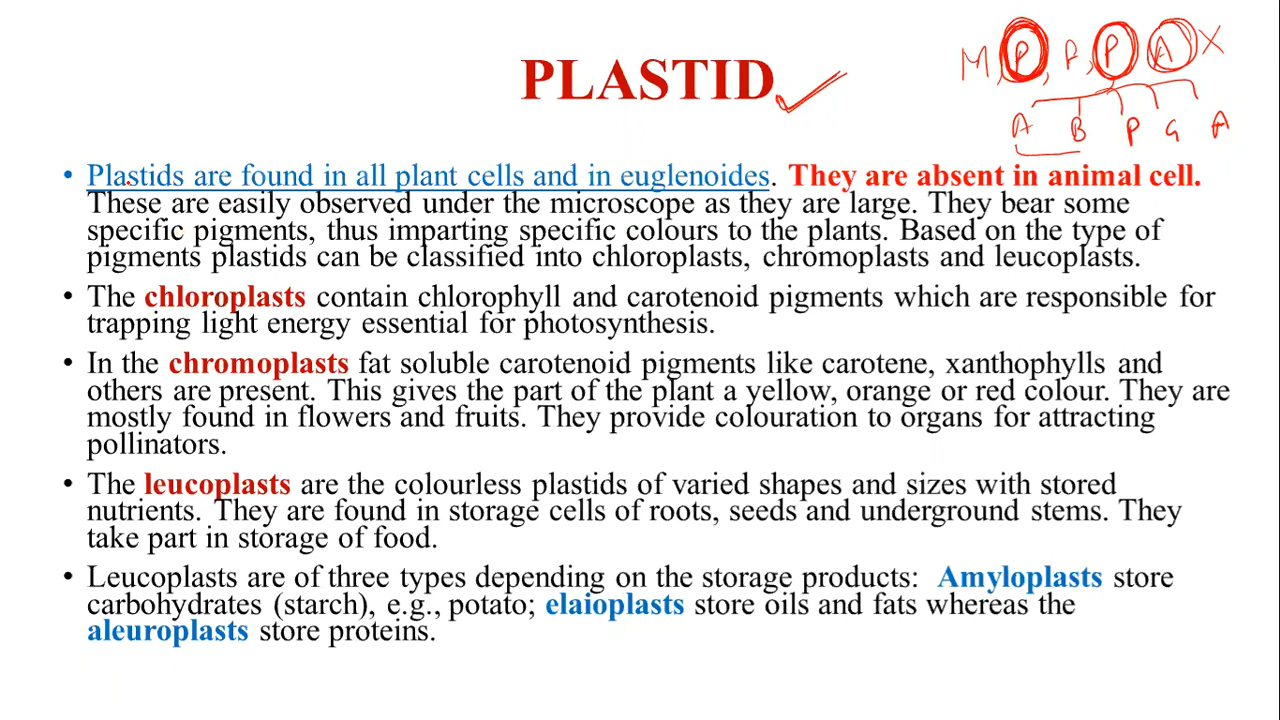 M, P, F, P A X
PLASTID
A B P G A
• Plastids are found in all plant cells and in euglenoides. They are absent in animal cell.
These are easily observed under the microscope as they are large. They bear some
specific pigments, thus imparting specific colours to the plants. Based on the type of
pigments plastids can be classified into chloroplasts, chromoplasts and leucoplasts.
• The chloroplasts contain chlorophyll and carotenoid pigments which are responsible for
trapping light energy essential for photosynthesis.
• In the chromoplasts fat soluble carotenoid pigments like carotene, xanthophylls and
others are present. This gives the part of the plant a yellow, orange or red colour. They are
mostly found in flowers and fruits. They provide colouration to organs for attracting
pollinators.
• The leucoplasts are the colourless plastids of varied shapes and sizes with stored
nutrients. They are found in storage cells of roots, seeds and underground stems. They
take part in storage of food.
• Leucoplasts are of three types depending on the storage products: Amyloplasts store
carbohydrates (starch), e.g., potato; elaioplasts store oils and fats whereas the
aleuroplasts store proteins.